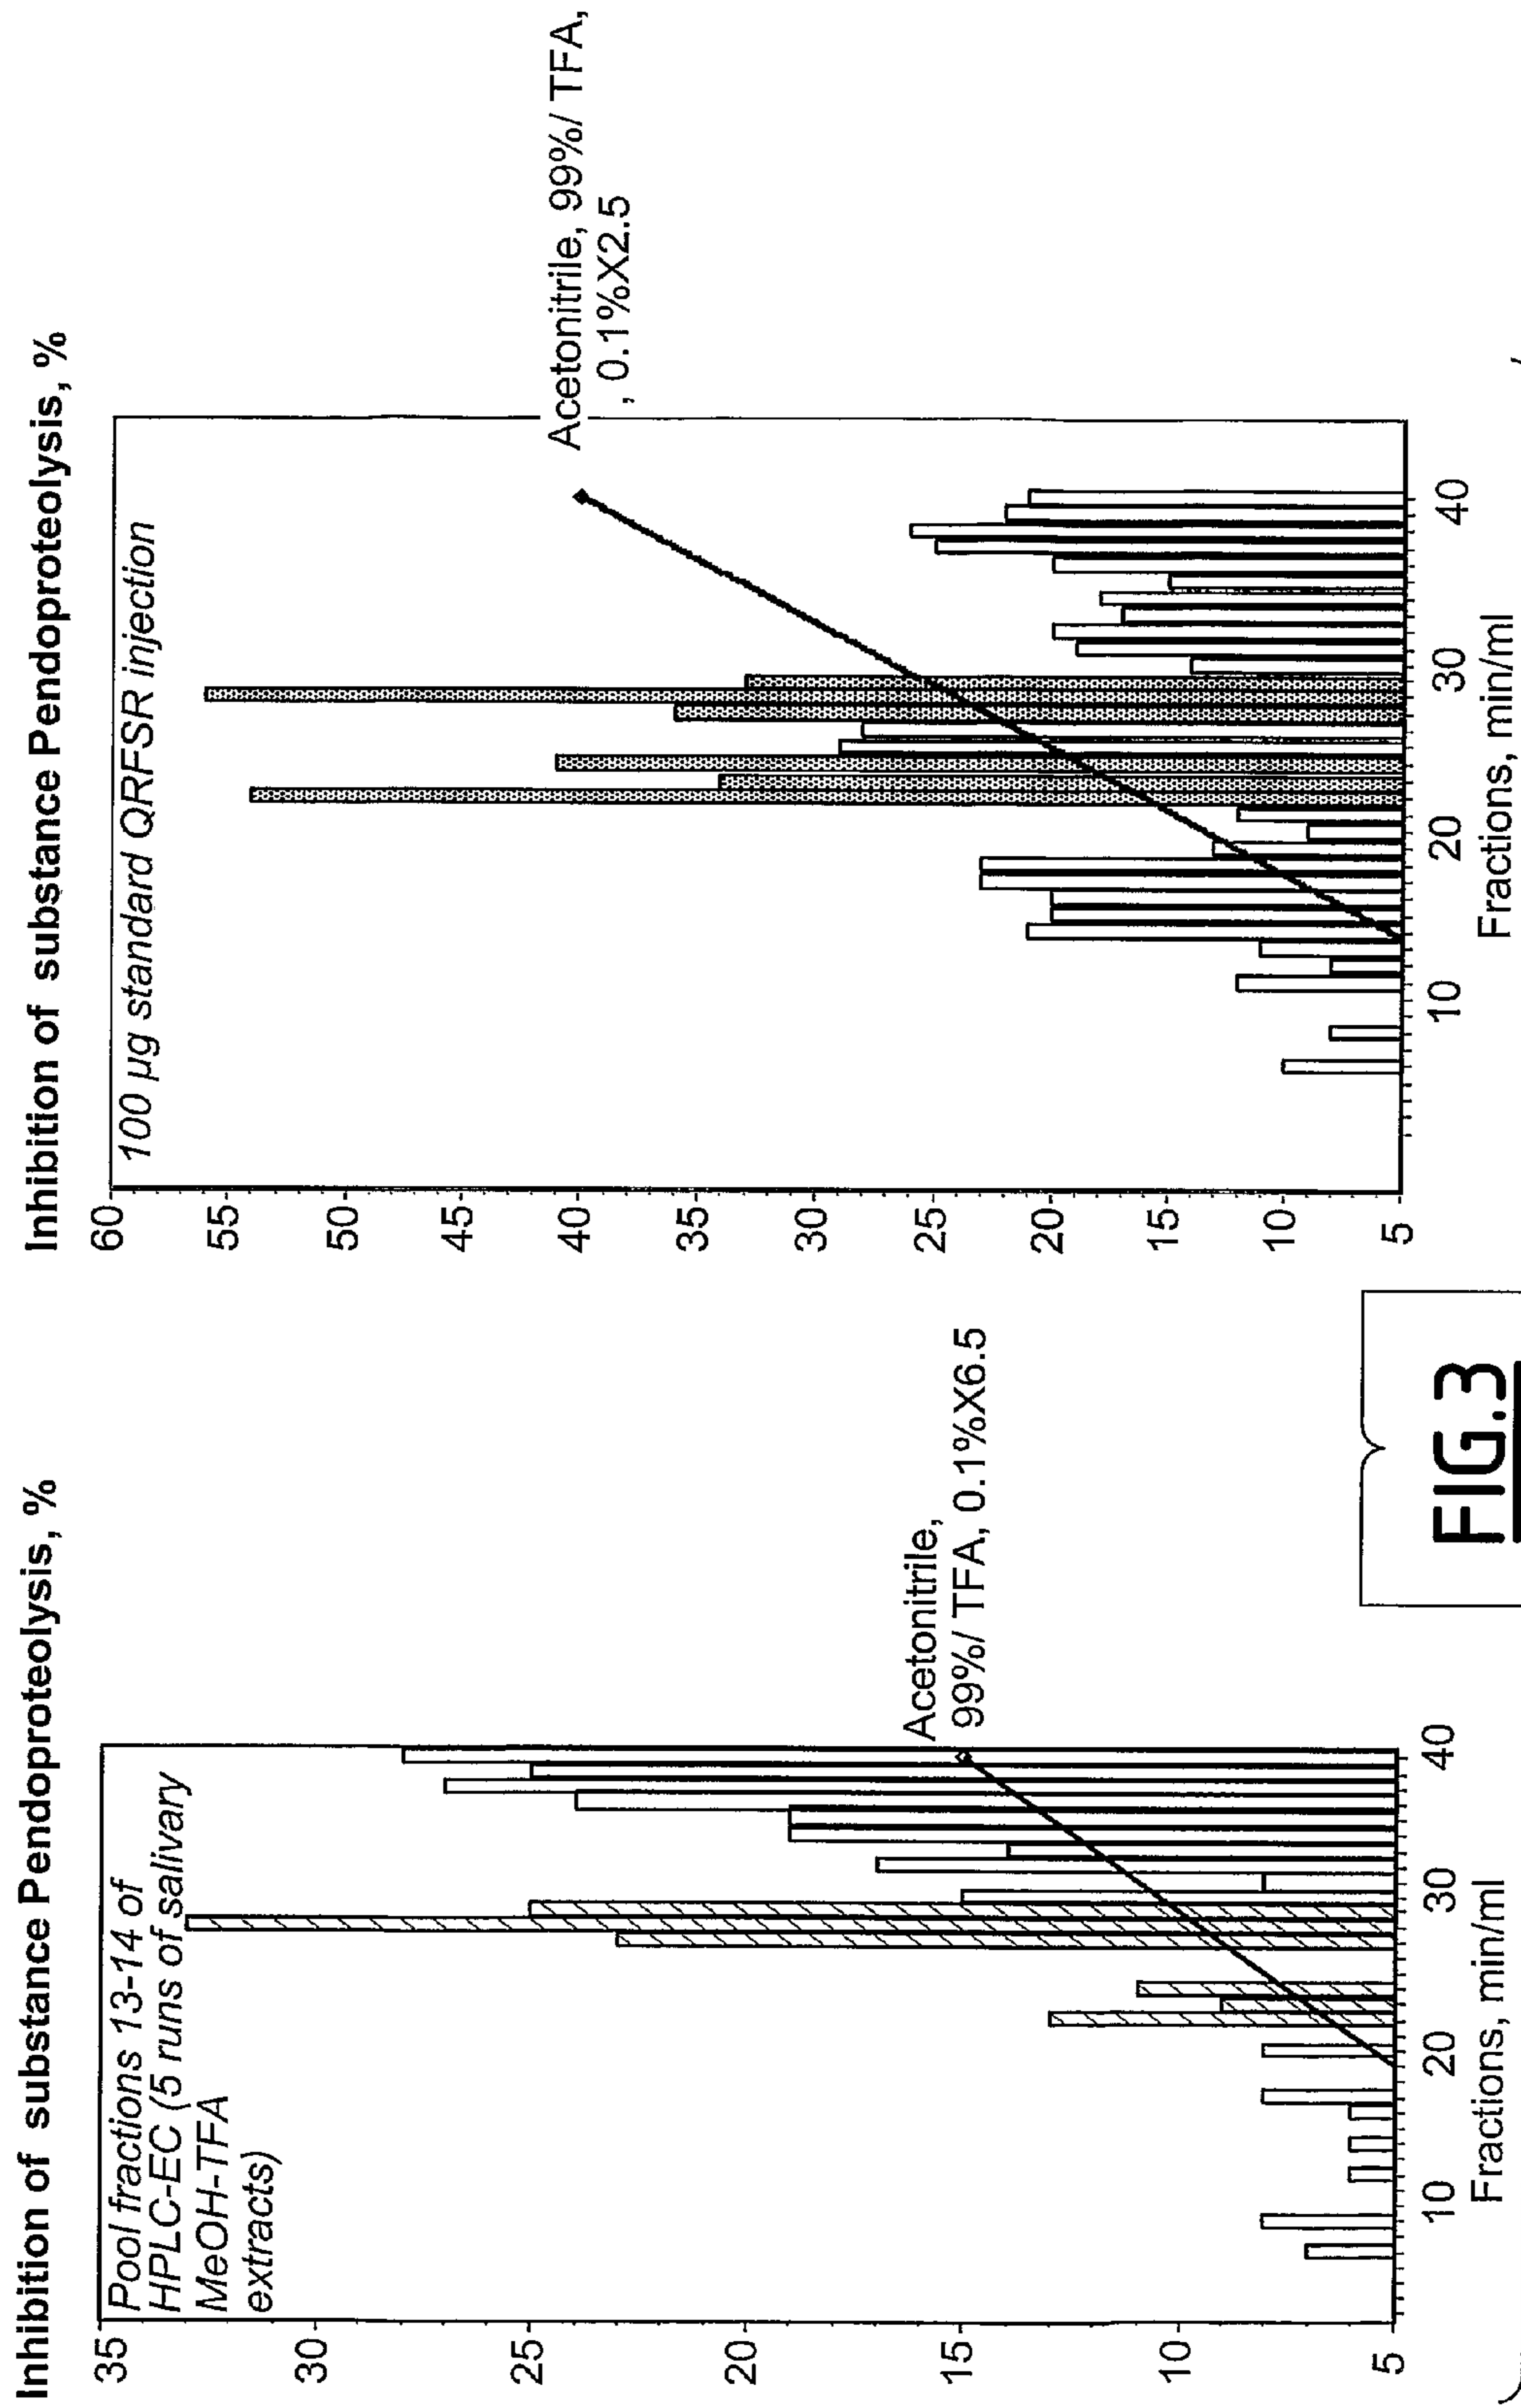 Inhibition of substance Pendoproteolysis, %
Pool fractions 13-14 of
HPLC-EC (5 runs of salivary
MeOH-TFA
extracts)
35
30
25
20
15
10
5
Acetonitrile,
99%/ TFA, 0.1%X6.5
10 20 30 40
Fractions, min/ml
Inhibition of substance Pendoproteolysis, %
100 µg standard QRFSR injection
60
55
50
45
40
35
30
25
20
15
10
5
Acetonitrile, 99%/ TFA,
, 0.1%X2.5
10 20 30 40
Fractions, min/ml
FIG.3